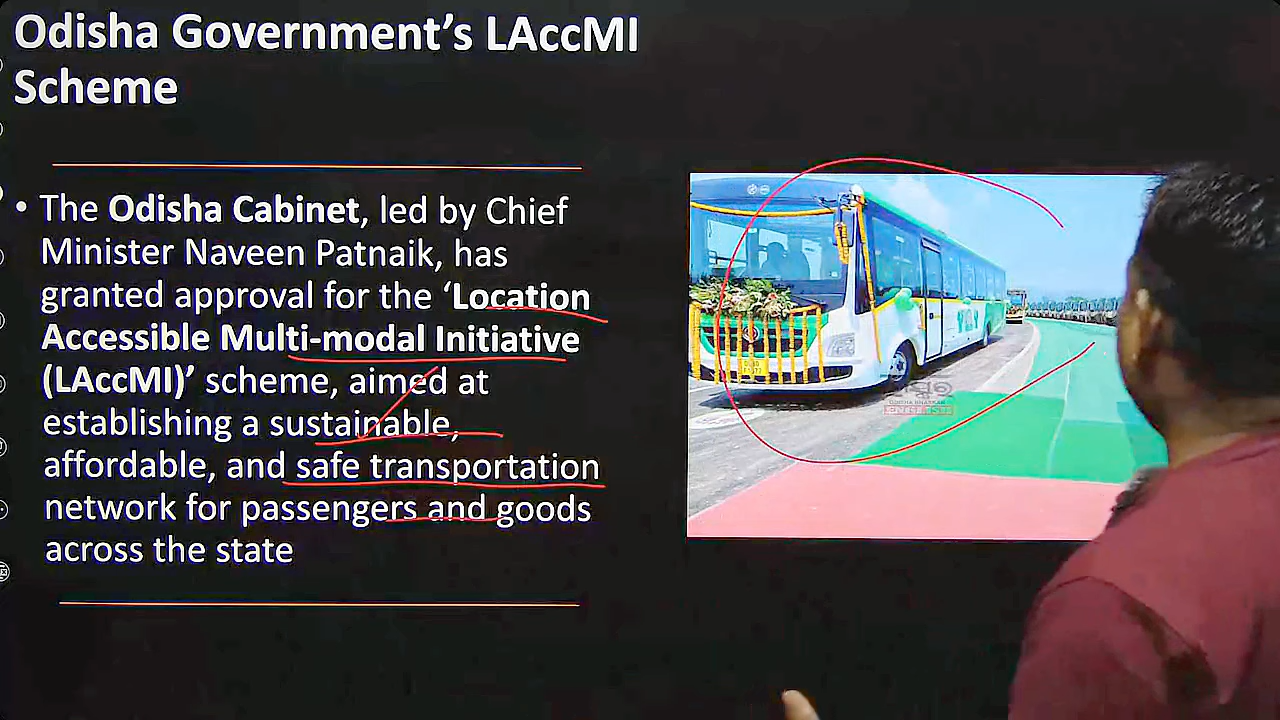 Odisha Government’s LAccMI
Scheme
• The Odisha Cabinet, led by Chief
Minister Naveen Patnaik, has
granted approval for the ‘Location
Accessible Multi-modal Initiative
(LAccMI)’ scheme, aimed at
establishing a sustainable,
affordable, and safe transportation
network for passengers and goods
across the state